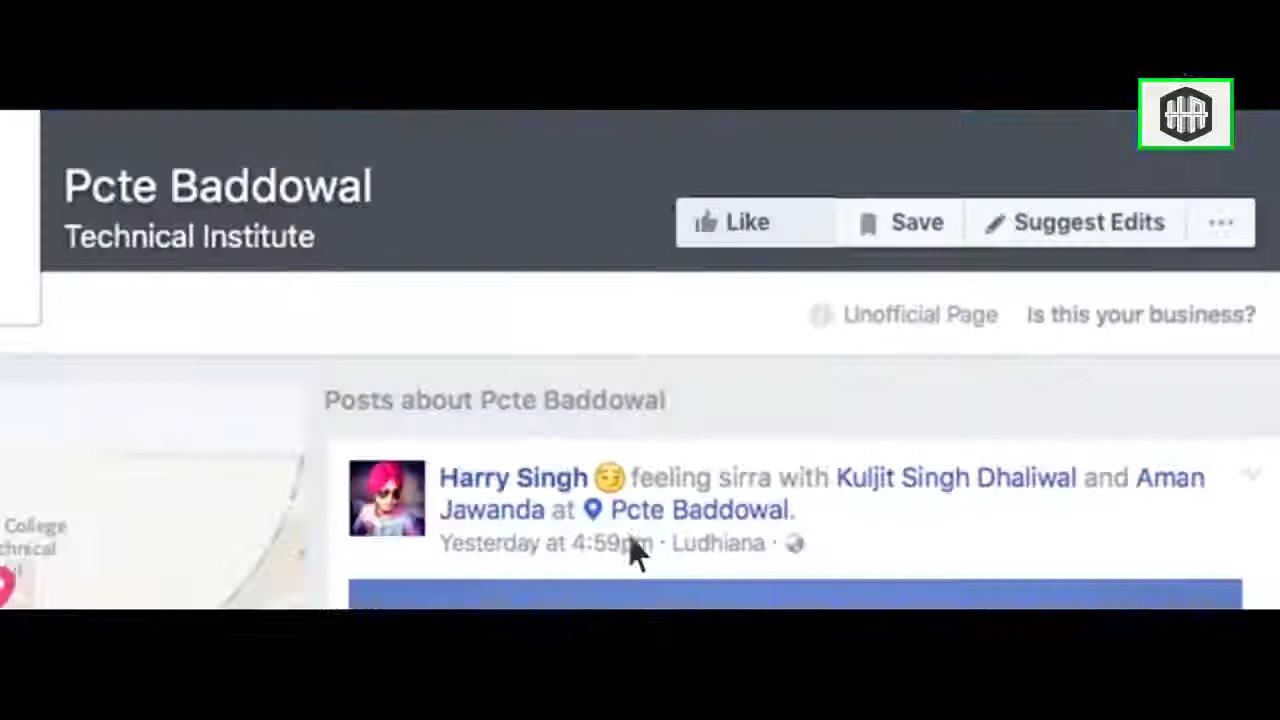 Pcte Baddowal
Technical Institute
Like Save Suggest Edits ...
Unofficial Page Is this your business?
Posts about Pcte Baddowal
Harry Singh 😏 feeling sirra with Kuljit Singh Dhaliwal and Aman
Jawanda at Pcte Baddowal.
Yesterday at 4:59pm · Ludhiana ·
College